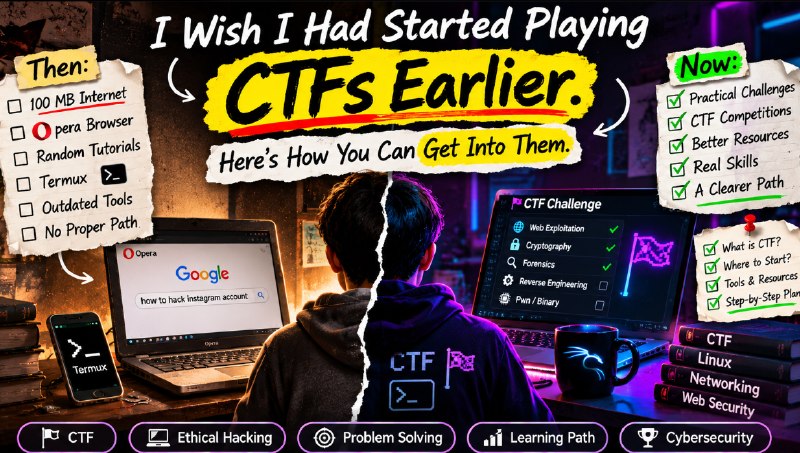 I Wish I Had Started Playing
CTFs Earlier.
Here's How You Can Get Into Them.
Then:
100 MB Internet
Opera Browser
Random Tutorials
Termux >_
Outdated Tools
No Proper Path
Now:
Practical Challenges
CTF Competitions
Better Resources
Real Skills
A Clearer Path
What is CTF?
Where to Start?
Tools & Resources
Step-by-Step Plan
Opera
Google
how to hack instagram account
Opera
>_
Termux
CTF Challenge
Web Exploitation
Cryptography
Forensics
Reverse Engineering
Pwn / Binary
CTF
>_
CTF
Linux
Networking
Web Security
CTF
Ethical Hacking
Problem Solving
Learning Path
Cybersecurity